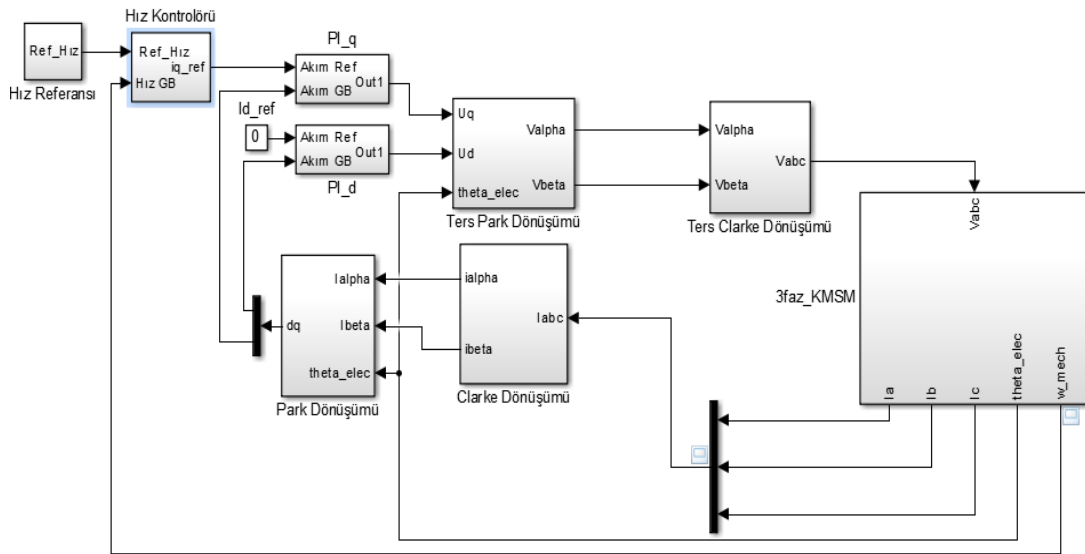 Hız Kontrolörü
Ref_Hız
Hız Referansı
Ref_Hız
iq_ref
Hız GB
PI_q
Akım Ref
Out1
Akım GB
Id_ref
0
Akım Ref
Out1
Akım GB
PI_d
Uq
Ud
theta_elec
Valpha
Vbeta
Ters Park Dönüşümü
Valpha
Vbeta
Vabc
Ters Clarke Dönüşümü
Vabc
3faz_KMSM
Ia
Ib
Ic
theta_elec
w_mech
Ialpha
Ibeta
theta_elec
dq
Park Dönüşümü
ialpha
ibeta
Iabc
Clarke Dönüşümü